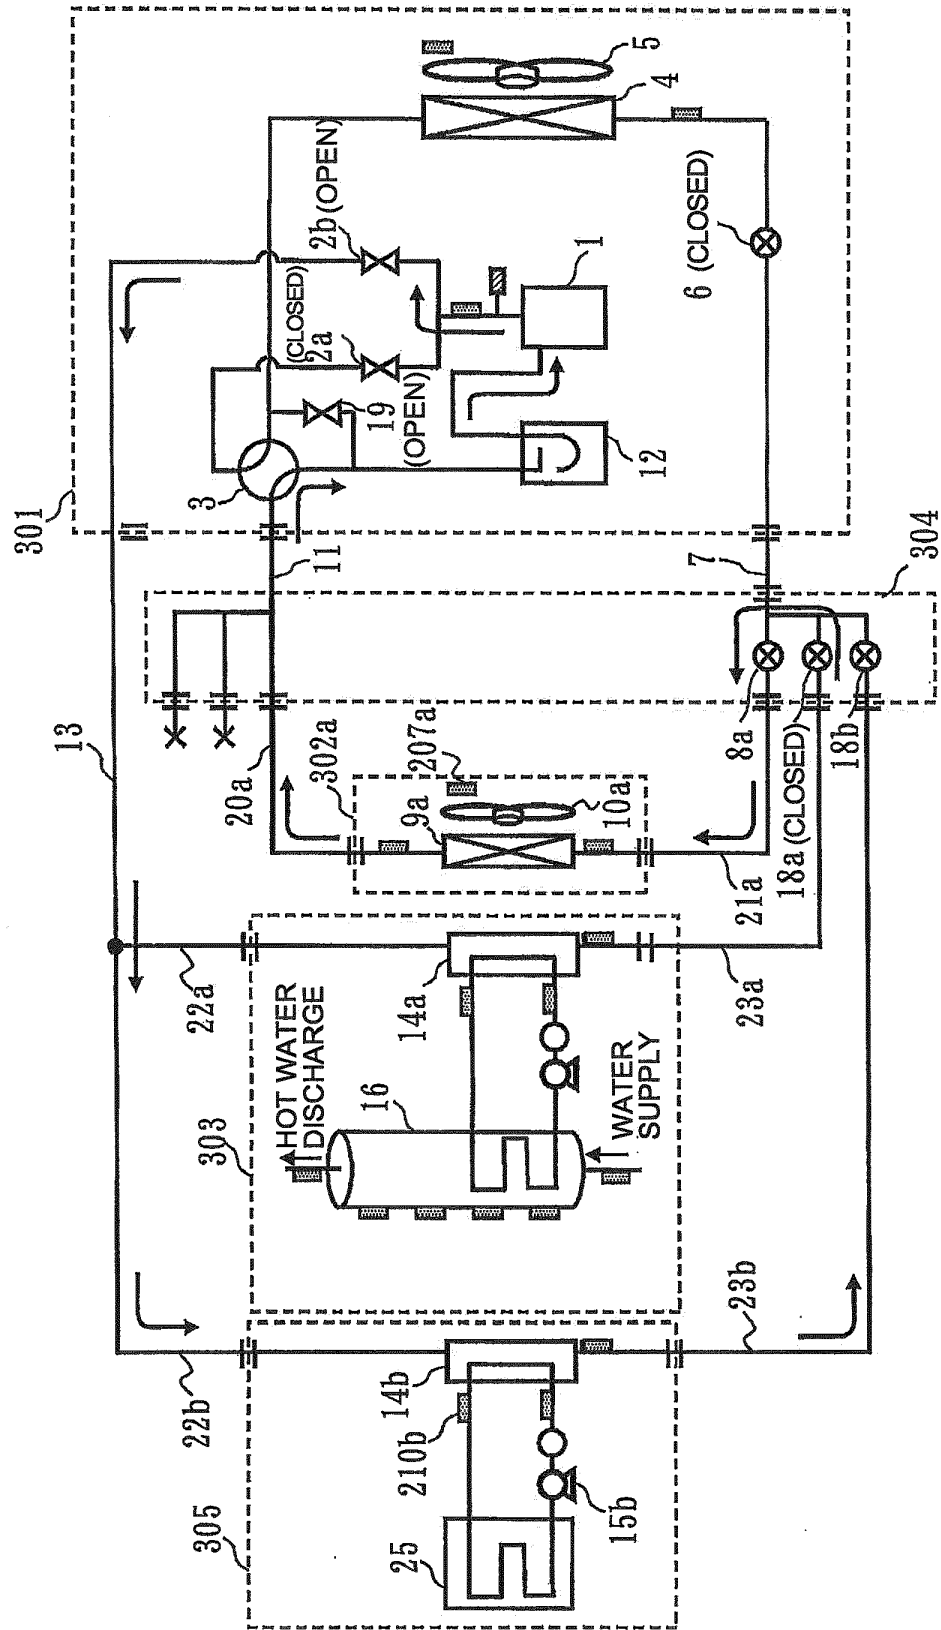 301
3
11
19
(OPEN)
2a
(CLOSED)
2b (OPEN)
1
12
5
4
6 (CLOSED)
7
304
13
20a
302a
207a
9a
10a
8a
18a (CLOSED)
18b
21a
22a
303
HOT WATER
DISCHARGE
16
14a
WATER
SUPPLY
23a
22b
305
25
210b
14b
15b
23b